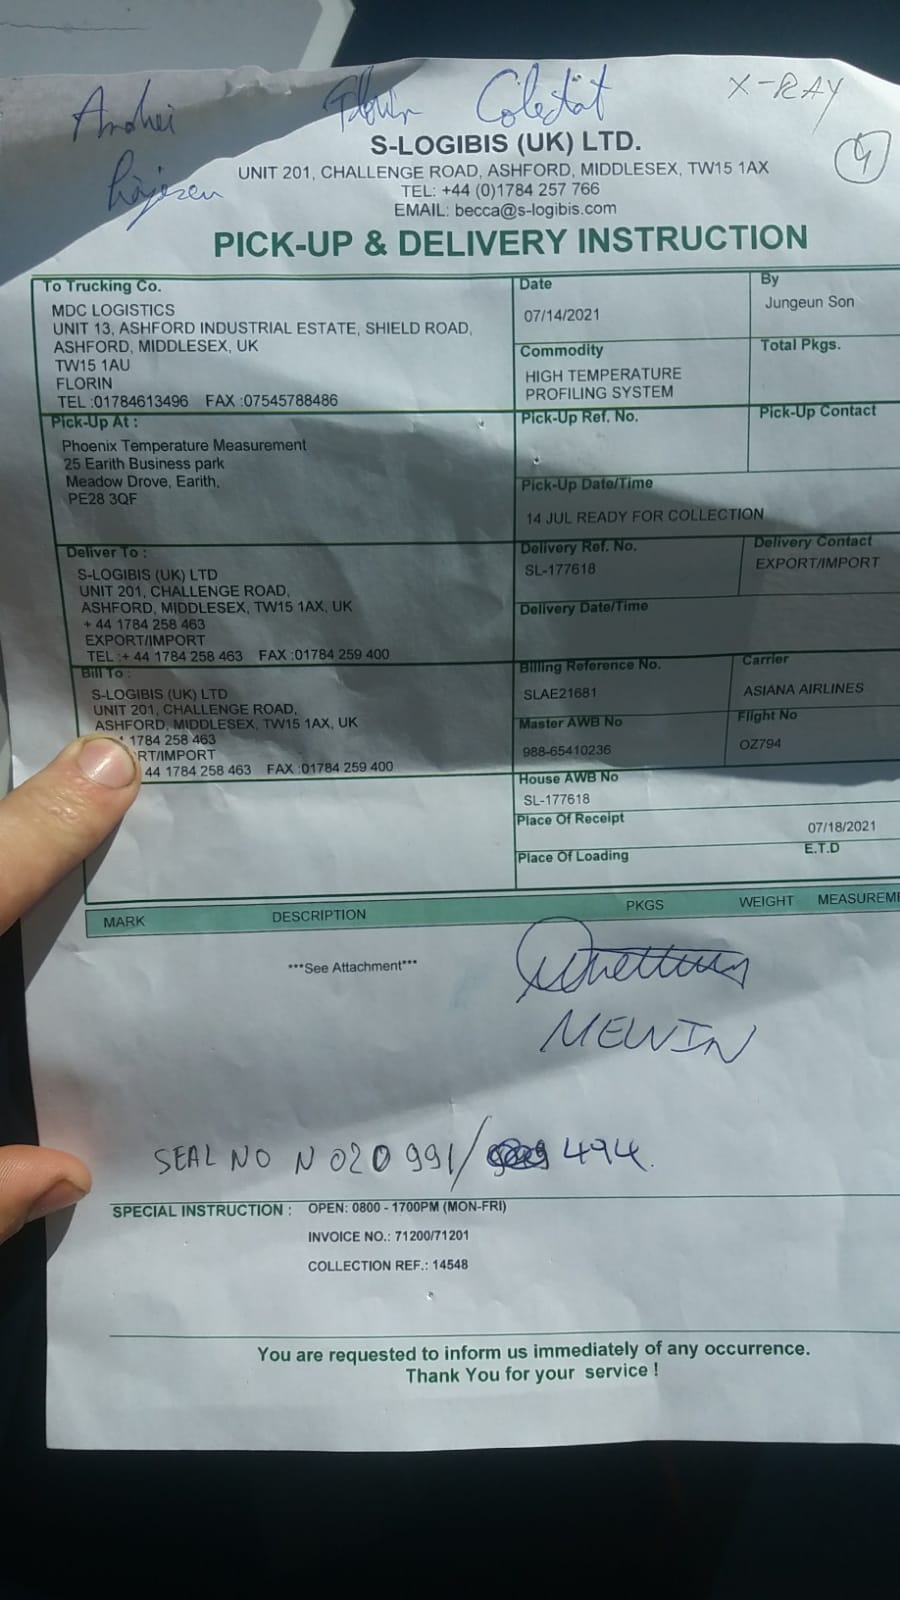 Andrei Florin Colectat X-RAY
4
S-LOGIBIS (UK) LTD.
UNIT 201, CHALLENGE ROAD, ASHFORD, MIDDLESEX, TW15 1AX
TEL: +44 (0)1784 257 766
EMAIL: becca@s-logibis.com
PICK-UP & DELIVERY INSTRUCTION
To Trucking Co.
MDC LOGISTICS
UNIT 13, ASHFORD INDUSTRIAL ESTATE, SHIELD ROAD,
ASHFORD, MIDDLESEX, UK
TW15 1AU
FLORIN
TEL :01784613496 FAX :07545788486
Date
07/14/2021
By
Jungeun Son
Commodity
HIGH TEMPERATURE
PROFILING SYSTEM
Total Pkgs.
Pick-Up At :
Phoenix Temperature Measurement
25 Earith Business park
Meadow Drove, Earith,
PE28 3QF
Pick-Up Ref. No.
Pick-Up Contact
Pick-Up Date/Time
14 JUL READY FOR COLLECTION
Deliver To :
S-LOGIBIS (UK) LTD
UNIT 201, CHALLENGE ROAD,
ASHFORD, MIDDLESEX, TW15 1AX, UK
+ 44 1784 258 463
EXPORT/IMPORT
TEL :+ 44 1784 258 463 FAX :01784 259 400
Delivery Ref. No.
SL-177618
Delivery Contact
EXPORT/IMPORT
Delivery Date/Time
Bill To :
S-LOGIBIS (UK) LTD
UNIT 201, CHALLENGE ROAD,
ASHFORD, MIDDLESEX, TW15 1AX, UK
1784 258 463
RT/IMPORT
44 1784 258 463 FAX :01784 259 400
Billing Reference No.
SLAE21681
Carrier
ASIANA AIRLINES
Master AWB No
988-65410236
Flight No
OZ794
House AWB No
SL-177618
Place Of Receipt
07/18/2021
Place Of Loading
E.T.D
MARK DESCRIPTION PKGS WEIGHT MEASUREME
***See Attachment***
MELVIN
SEAL NO N020991/ 494.
SPECIAL INSTRUCTION : OPEN: 0800 - 1700PM (MON-FRI)
INVOICE NO.: 71200/71201
COLLECTION REF.: 14548
You are requested to inform us immediately of any occurrence.
Thank You for your service !